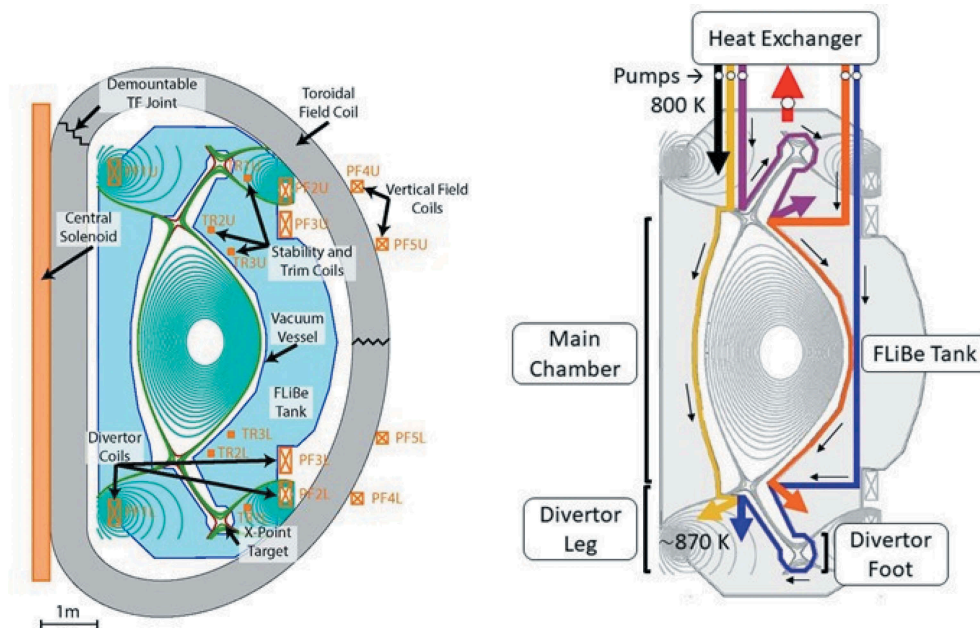 Demountable
TF Joint
Toroidal
Field Coil
PF1U
TR1U
PF2U
PF4U
Vertical Field
Coils
TR2U
PF3U
PF5U
Central
Solenoid
TR3U
Stability and
Trim Coils
Vacuum
Vessel
FLiBe
Tank
Divertor
Coils
TR3L
TR2L
PF3L
PF5L
PF2L
PF4L
X-Point
Target
1m
Heat Exchanger
Pumps →
800 K
Main
Chamber
FLiBe Tank
Divertor
Leg
~870 K
Divertor
Foot